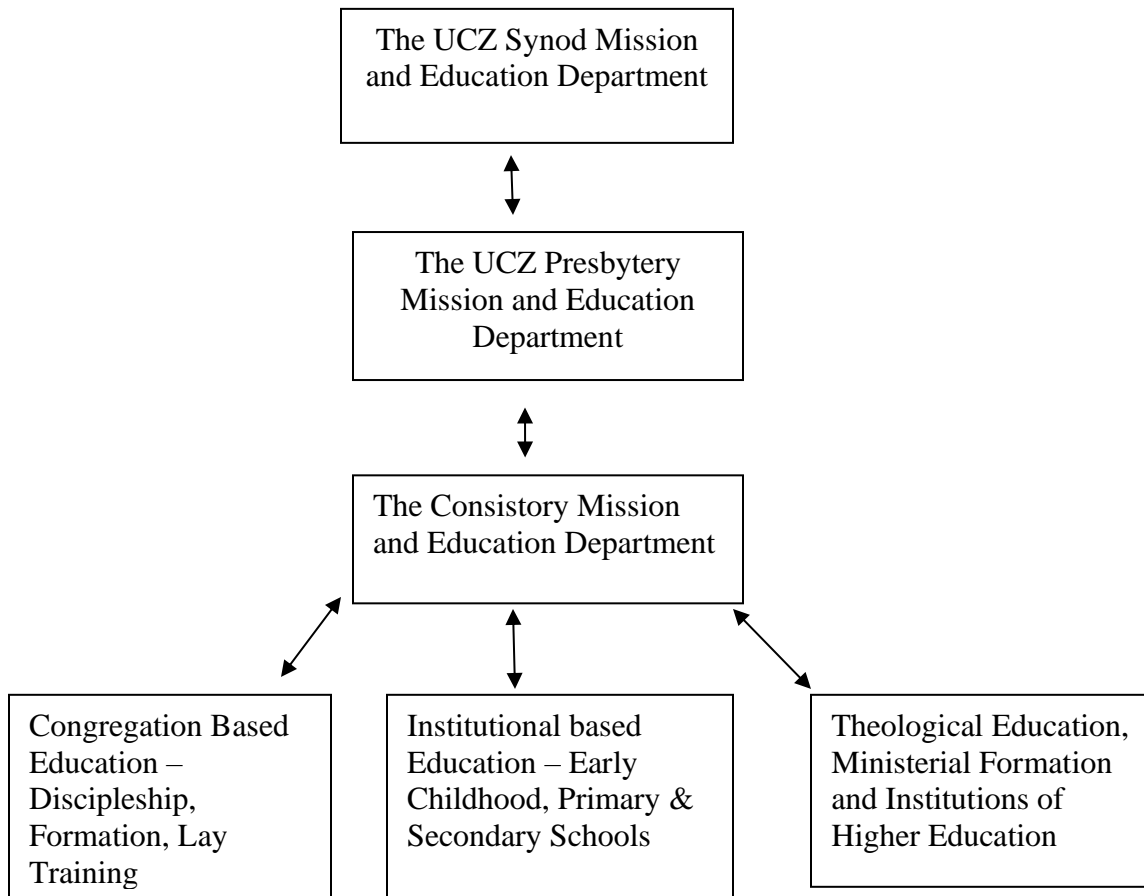 The UCZ Synod Mission
and Education Department
The UCZ Presbytery
Mission and Education
Department
The Consistory Mission
and Education Department
Congregation Based
Education –
Discipleship,
Formation, Lay
Training
Institutional based
Education – Early
Childhood, Primary &
Secondary Schools
Theological Education,
Ministerial Formation
and Institutions of
Higher Education